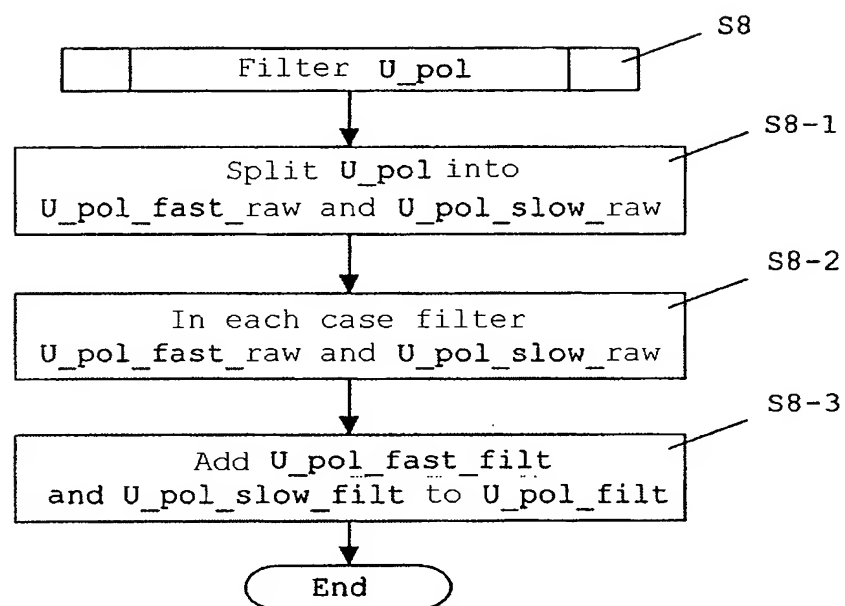 S8
Filter U_pol
S8-1
Split U_pol into
U_pol_fast_raw and U_pol_slow_raw
S8-2
In each case filter
U_pol_fast_raw and U_pol_slow_raw
S8-3
Add U_pol_fast_filt
and U_pol_slow_filt to U_pol_filt
End